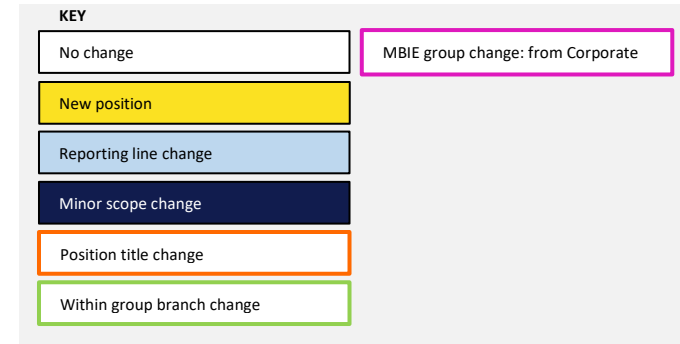 KEY
No change
MBIE group change: from Corporate
New position
Reporting line change
Minor scope change
Position title change
Within group branch change